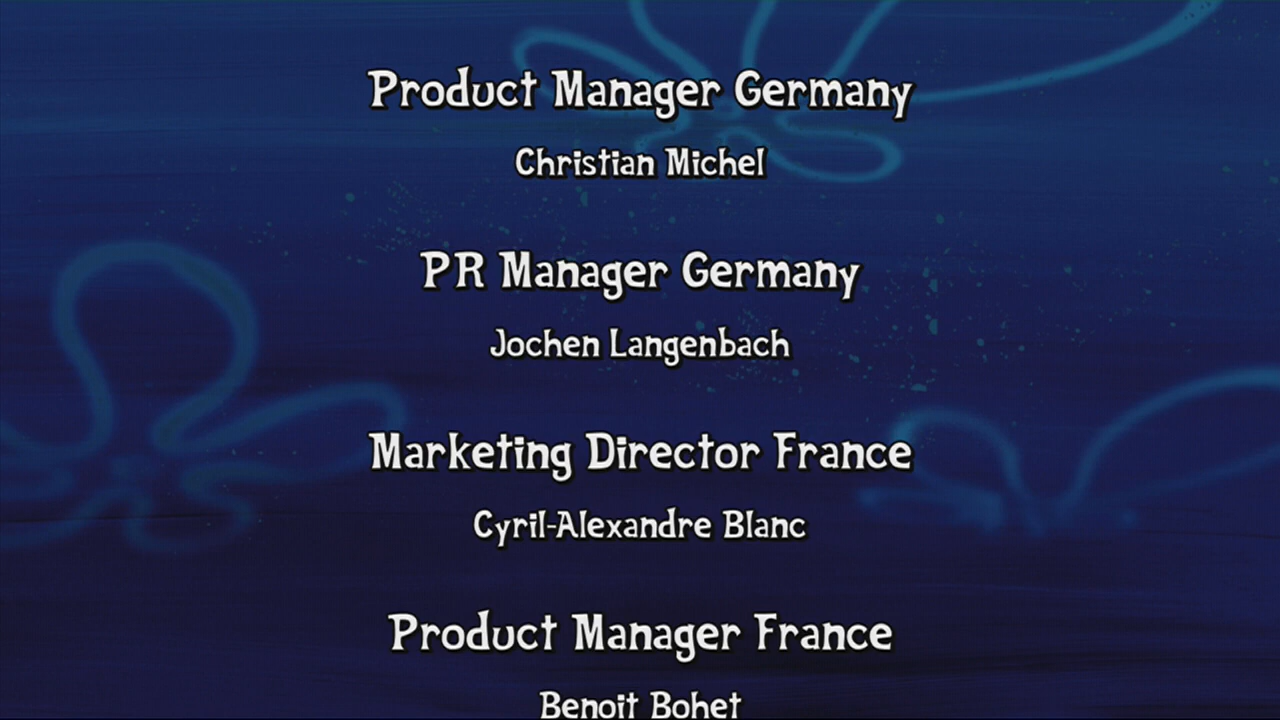 Product Manager Germany
Christian Michel
PR Manager Germany
Jochen Langenbach
Marketing Director France
Cyril-Alexandre Blanc
Product Manager France
Benoit Bohet